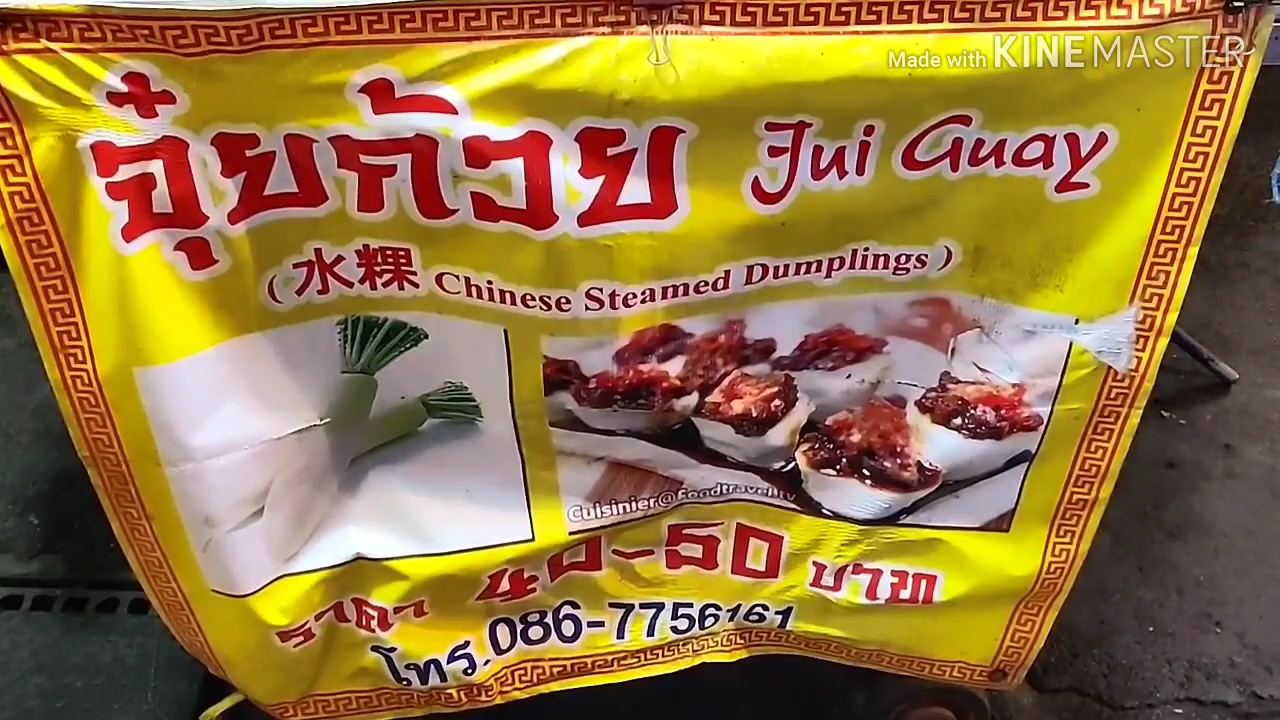 Made with KINEMASTER
จุ๋ยก้วย Jui Guay
(水粿 Chinese Steamed Dumplings)
Cuisinier@Foodtravel.tv
ราคา 40-50 บาท
โทร. 086-7756161